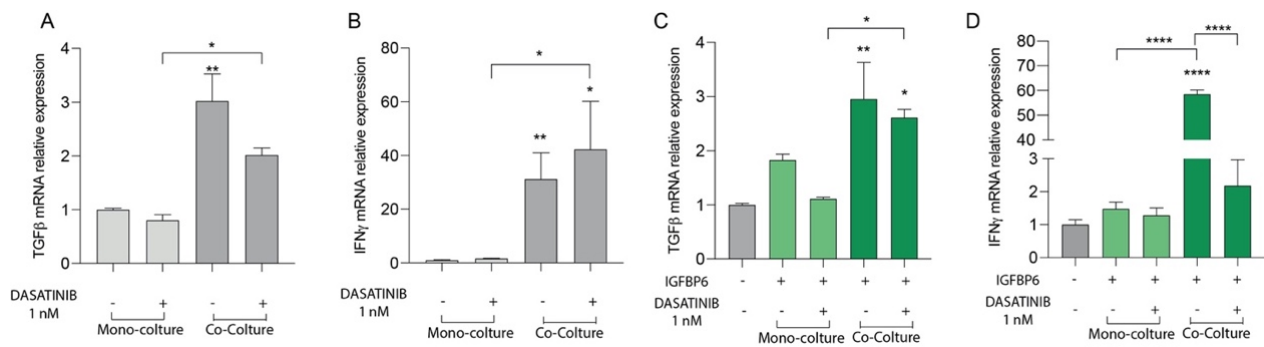 A
TGFβ mRNA relative expression
4
3
2
1
0
*
**
DASATINIB
1 nM
- + - +
Mono-colture Co-Colture
B
IFNγ mRNA relative expression
80
60
40
20
0
*
**
*
DASATINIB
1 nM
- + - +
Mono-colture Co-Colture
C
TGFβ mRNA relative expression
4
3
2
1
0
*
**
*
IGFBP6 - + + + +
DASATINIB
1 nM
- - + - +
Mono-colture Co-Colture
D
IFNγ mRNA relative expression
80
70
60
50
40
3
2
1
0
****
****
****
IGFBP6 - + + + +
DASATINIB
1 nM
- - + - +
Mono-colture Co-Colture